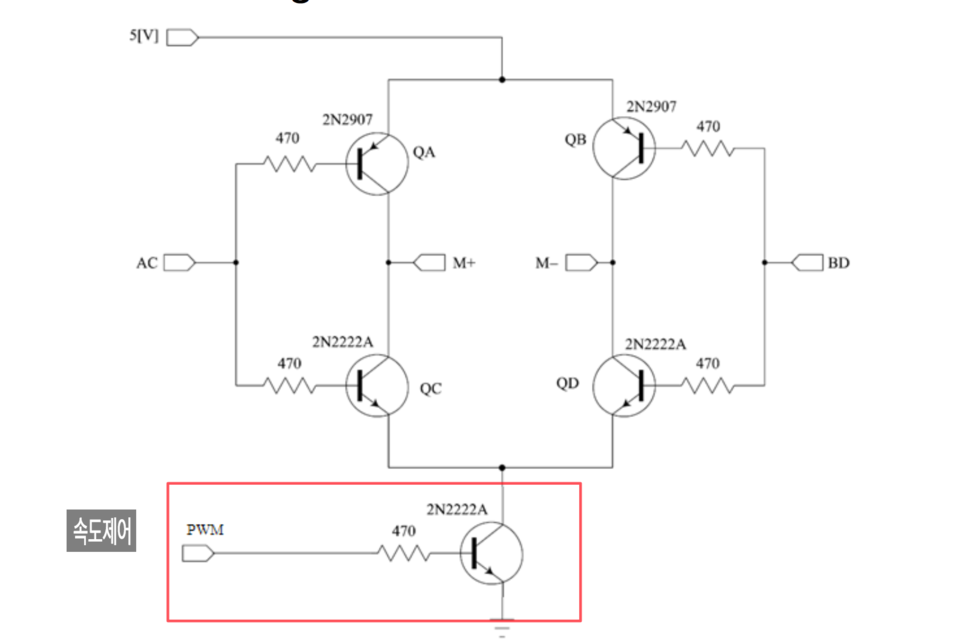 5[V]
2N2907
2N2907
470
QA
QB
470
AC
M+
M–
BD
2N2222A
2N2222A
470
QC
QD
470
2N2222A
속도제어
PWM
470